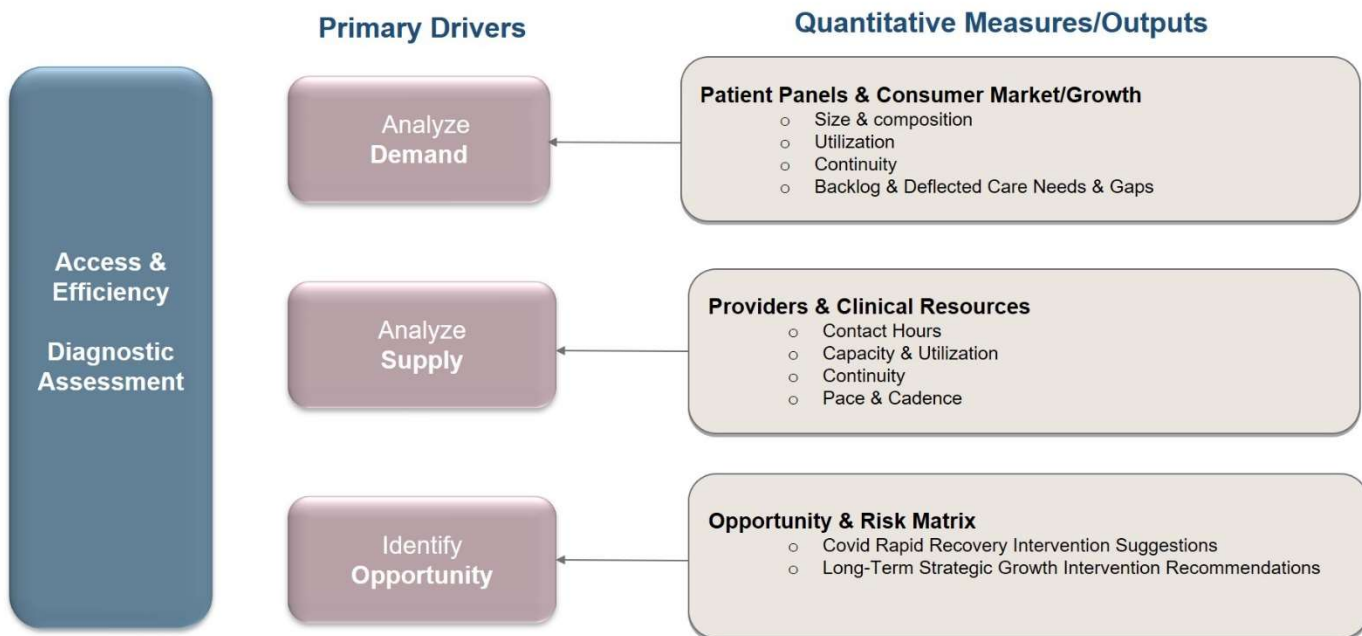 Primary Drivers
Quantitative Measures/Outputs
Access &
Efficiency
Diagnostic
Assessment
Analyze
Demand
Patient Panels & Consumer Market/Growth
o Size & composition
o Utilization
o Continuity
o Backlog & Deflected Care Needs & Gaps
Analyze
Supply
Providers & Clinical Resources
o Contact Hours
o Capacity & Utilization
o Continuity
o Pace & Cadence
Identify
Opportunity
Opportunity & Risk Matrix
o Covid Rapid Recovery Intervention Suggestions
o Long-Term Strategic Growth Intervention Recommendations